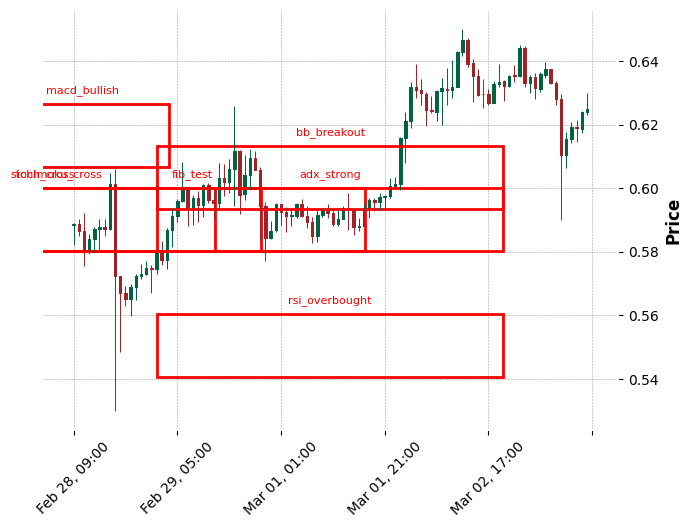 macd_bullish
bb_breakout
fib_test
adx_strong
rsi_overbought
0.64
0.62
0.60
0.58
0.56
0.54
Price
Feb 28, 09:00
Feb 29, 05:00
Mar 01, 01:00
Mar 01, 21:00
Mar 02, 17:00